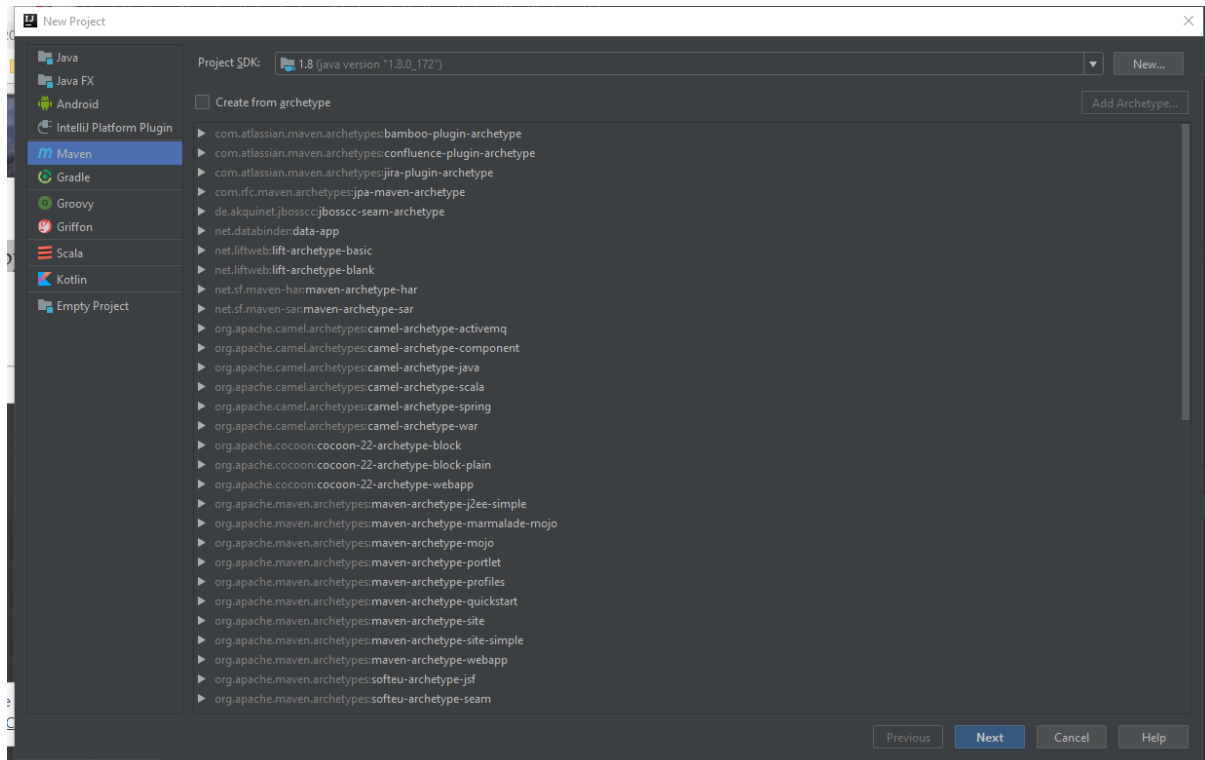 New Project
Java
Java FX
Android
IntelliJ Platform Plugin
Maven
Gradle
Groovy
Griffon
Scala
Kotlin
Empty Project
Project SDK: 1.8 (java version "1.8.0_172") New...
Create from archetype Add Archetype...
com.atlassian.maven.archetypes:bamboo-plugin-archetype
com.atlassian.maven.archetypes:confluence-plugin-archetype
com.atlassian.maven.archetypes:jira-plugin-archetype
com.rfc.maven.archetypes:jpa-maven-archetype
de.akquinet.jbosscc:jbosscc-seam-archetype
net.databinder:data-app
net.liftweb:lift-archetype-basic
net.liftweb:lift-archetype-blank
net.sf.maven-har:maven-archetype-har
net.sf.maven-sar:maven-archetype-sar
org.apache.camel.archetypes:camel-archetype-activemq
org.apache.camel.archetypes:camel-archetype-component
org.apache.camel.archetypes:camel-archetype-java
org.apache.camel.archetypes:camel-archetype-scala
org.apache.camel.archetypes:camel-archetype-spring
org.apache.camel.archetypes:camel-archetype-war
org.apache.cocoon:cocoon-22-archetype-block
org.apache.cocoon:cocoon-22-archetype-block-plain
org.apache.cocoon:cocoon-22-archetype-webapp
org.apache.maven.archetypes:maven-archetype-j2ee-simple
org.apache.maven.archetypes:maven-archetype-marmalade-mojo
org.apache.maven.archetypes:maven-archetype-mojo
org.apache.maven.archetypes:maven-archetype-portlet
org.apache.maven.archetypes:maven-archetype-profiles
org.apache.maven.archetypes:maven-archetype-quickstart
org.apache.maven.archetypes:maven-archetype-site
org.apache.maven.archetypes:maven-archetype-site-simple
org.apache.maven.archetypes:maven-archetype-webapp
org.apache.maven.archetypes:softeu-archetype-jsf
org.apache.maven.archetypes:softeu-archetype-seam
Previous Next Cancel Help